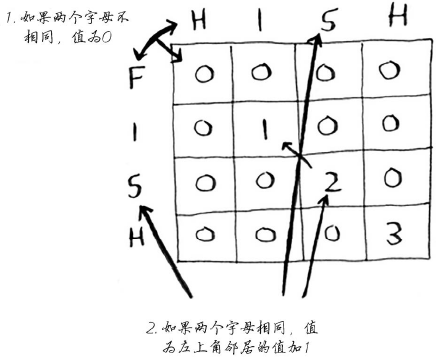 1. 如果两个字母不
相同，值为0
H I S H
F 0 0 0 0
I 0 1 0 0
S 0 0 2 0
H 0 0 0 3
2. 如果两个字母相同，值
为左上角邻居的值加1